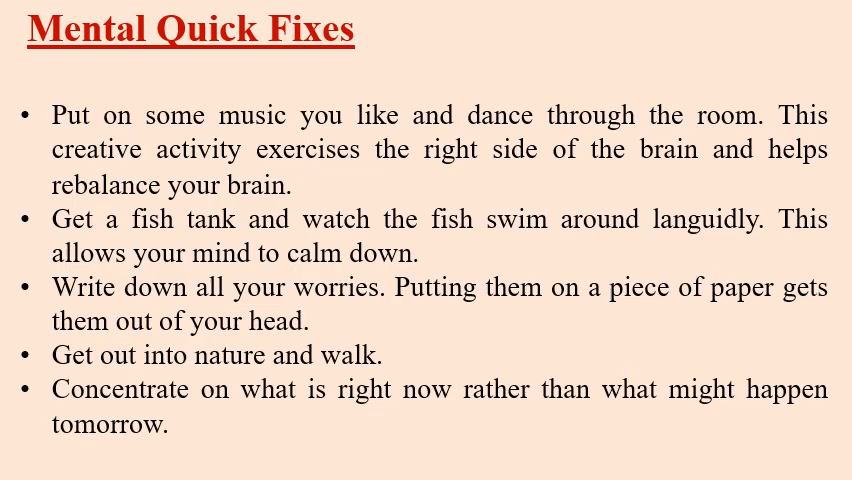 Mental Quick Fixes
• Put on some music you like and dance through the room. This
creative activity exercises the right side of the brain and helps
rebalance your brain.
• Get a fish tank and watch the fish swim around languidly. This
allows your mind to calm down.
• Write down all your worries. Putting them on a piece of paper gets
them out of your head.
• Get out into nature and walk.
• Concentrate on what is right now rather than what might happen
tomorrow.